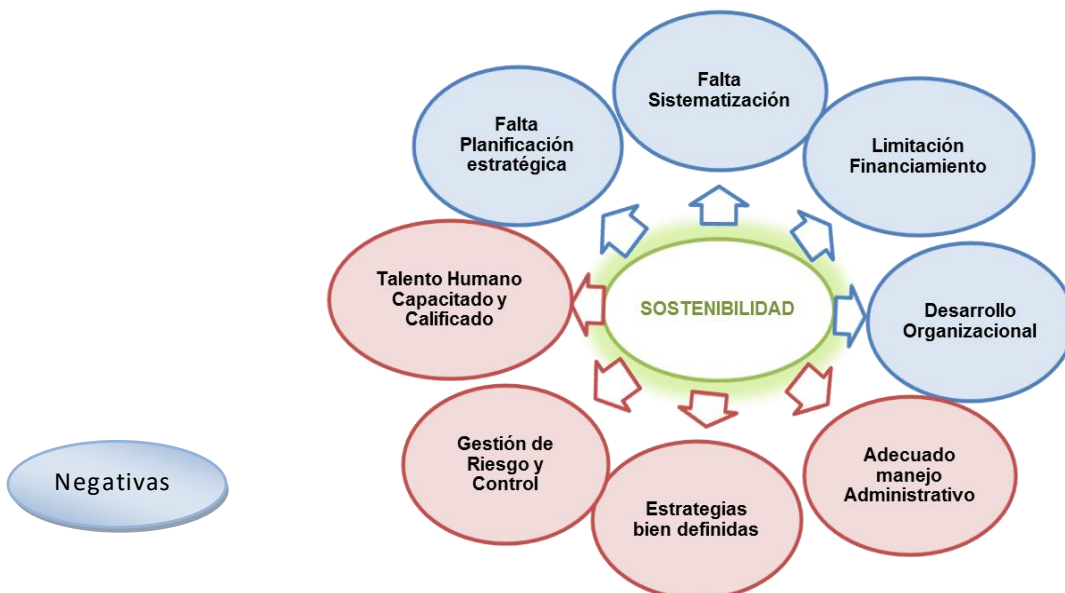 Falta
Sistematización
Falta
Planificación
estratégica
Limitación
Financiamiento
Talento Humano
Capacitado y
Calificado
SOSTENIBILIDAD
Desarrollo
Organizacional
Gestión de
Riesgo y
Control
Adecuado
manejo
Administrativo
Negativas
Estrategias
bien definidas